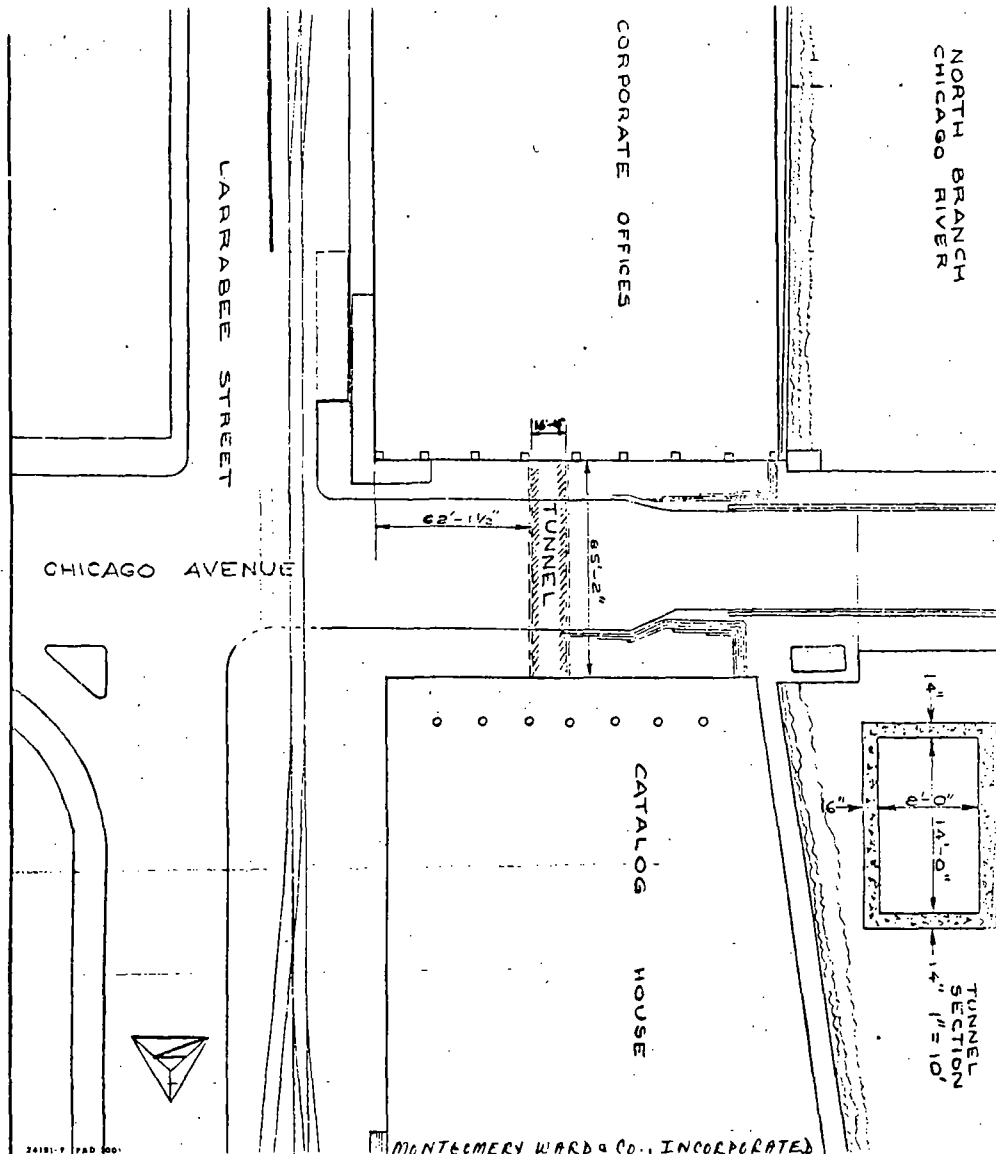 NORTH BRANCH
CHICAGO RIVER
CORPORATE OFFICES
LARRABEE STREET
16'-4"
62'-1½"
TUNNEL
85'-2"
CHICAGO AVENUE
14"
6"
8'-0"
14'-0"
14"
TUNNEL
SECTION
1"=10'
CATALOG HOUSE
MONTGOMERY WARD & CO., INCORPORATED